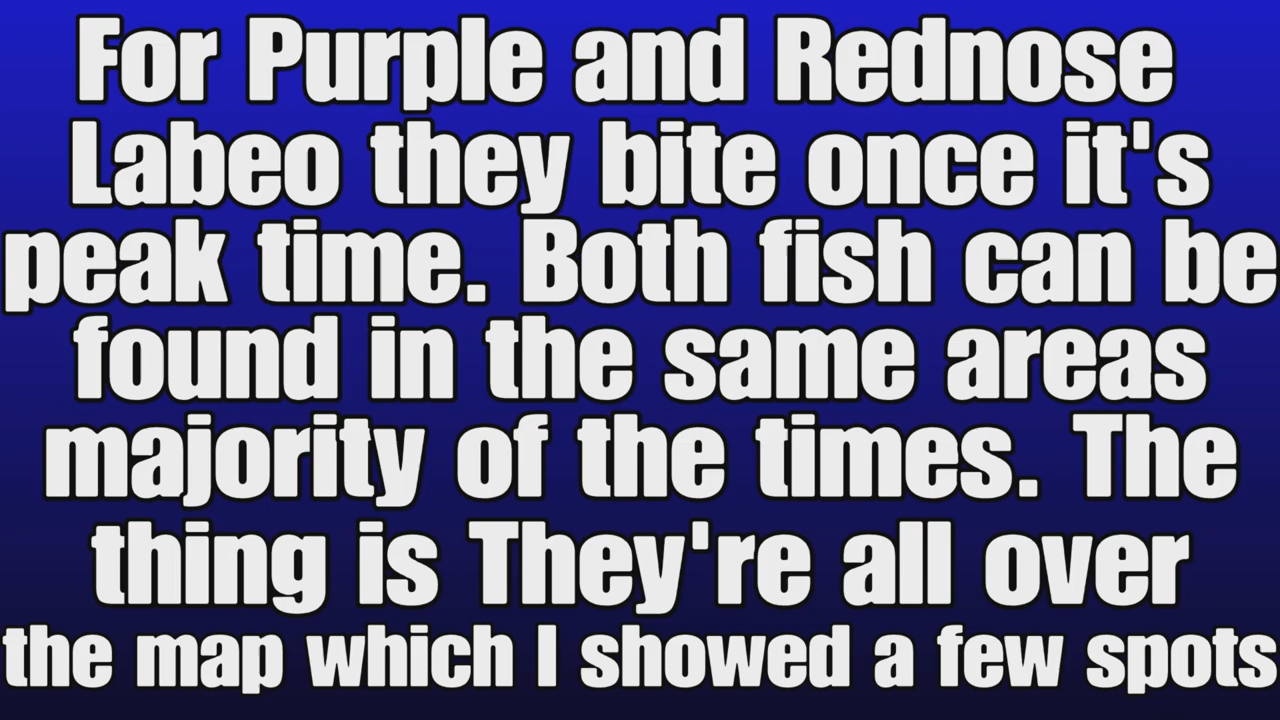 For Purple and Rednose
Labeo they bite once it's
peak time. Both fish can be
found in the same areas
majority of the times. The
thing is They're all over
the map which I showed a few spots